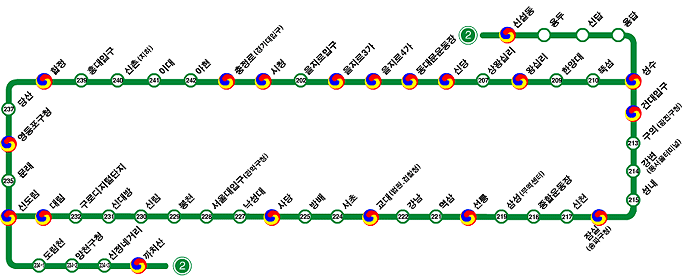 2
신설동
용두
신답
용답
합정
홍대입구
신촌(지하)
이대
아현
충정로(경기대입구)
시청
을지로입구
을지로3가
을지로4가
동대문운동장
신당
상왕십리
왕십리
한양대
뚝섬
성수
239
240
241
242
202
207
209
210
건대입구
구의(광진구청)
213
강변
(동서울터미널)
214
성내
215
당산
237
영등포구청
문래
235
신도림
대림
구로디지털단지
신대방
신림
봉천
서울대입구(관악구청)
낙성대
사당
방배
서초
교대(법원·검찰청)
강남
역삼
선릉
삼성(무역센터)
종합운동장
신천
잠실
(송파구청)
232
231
230
229
228
227
225
224
222
221
219
218
217
도림천
양천구청
신정네거리
까치산
234-1
234-2
234-3
2